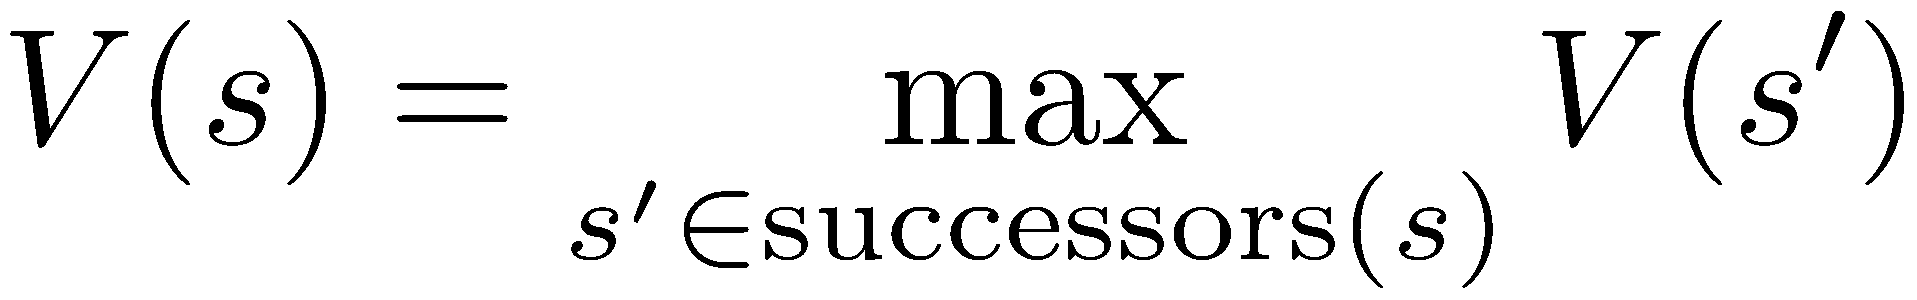 V(s) = max V(s′)
s′∈successors(s)